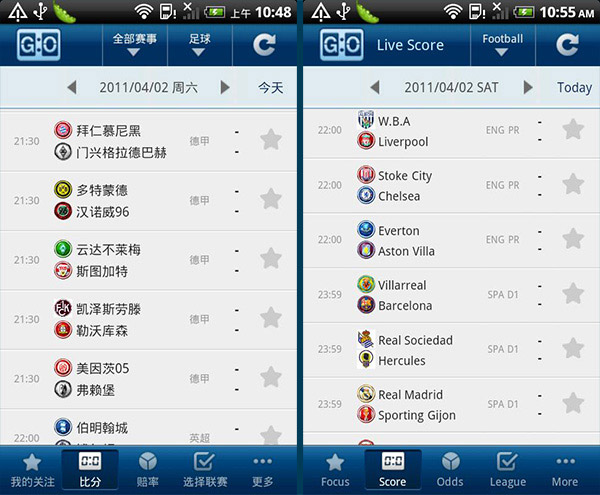 上午 10:48
G:O
全部赛事
足球
2011/04/02 周六
今天
21:30
拜仁慕尼黑
门兴格拉德巴赫
德甲
-
-
21:30
多特蒙德
汉诺威96
德甲
-
-
21:30
云达不莱梅
斯图加特
德甲
-
-
21:30
凯泽斯劳滕
勒沃库森
德甲
-
-
21:30
美因茨05
弗赖堡
德甲
-
-
22:00
伯明翰城
英超
-
我的关注
0:0
比分
赔率
选择联赛
更多
10:55 AM
G:O
Live Score
Football
2011/04/02 SAT
Today
22:00
W.B.A
Liverpool
ENG PR
-
-
22:00
Stoke City
Chelsea
ENG PR
-
-
22:00
Everton
Aston Villa
ENG PR
-
-
23:59
Villarreal
Barcelona
SPA D1
-
-
23:59
Real Sociedad
Hercules
SPA D1
-
-
23:59
Real Madrid
Sporting Gijon
SPA D1
-
-
Focus
0:0
Score
Odds
League
More